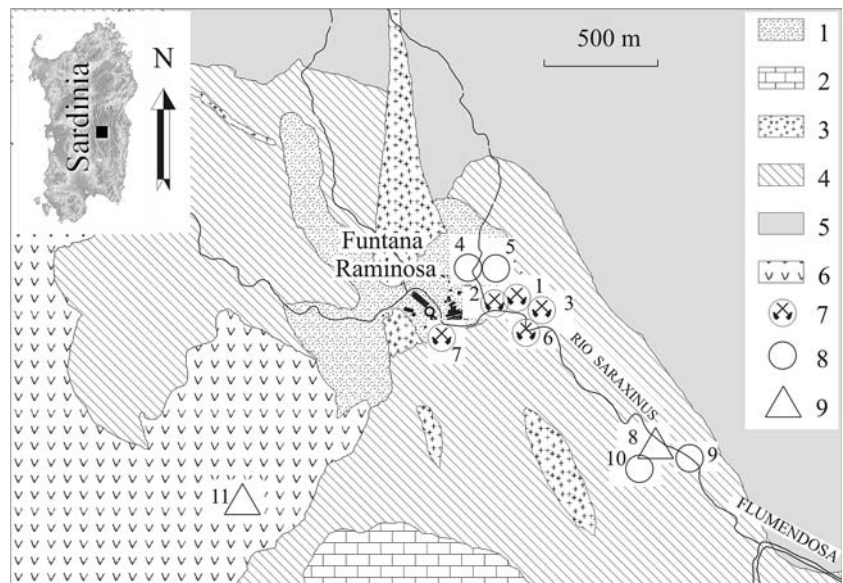 Sardinia
N
500 m
1
2
3
4
5
6
7
8
9
Funtana
Raminosa
4
5
2
1
3
6
7
RIO SARAXINUS
8
9
10
11
FLUMENDOSA